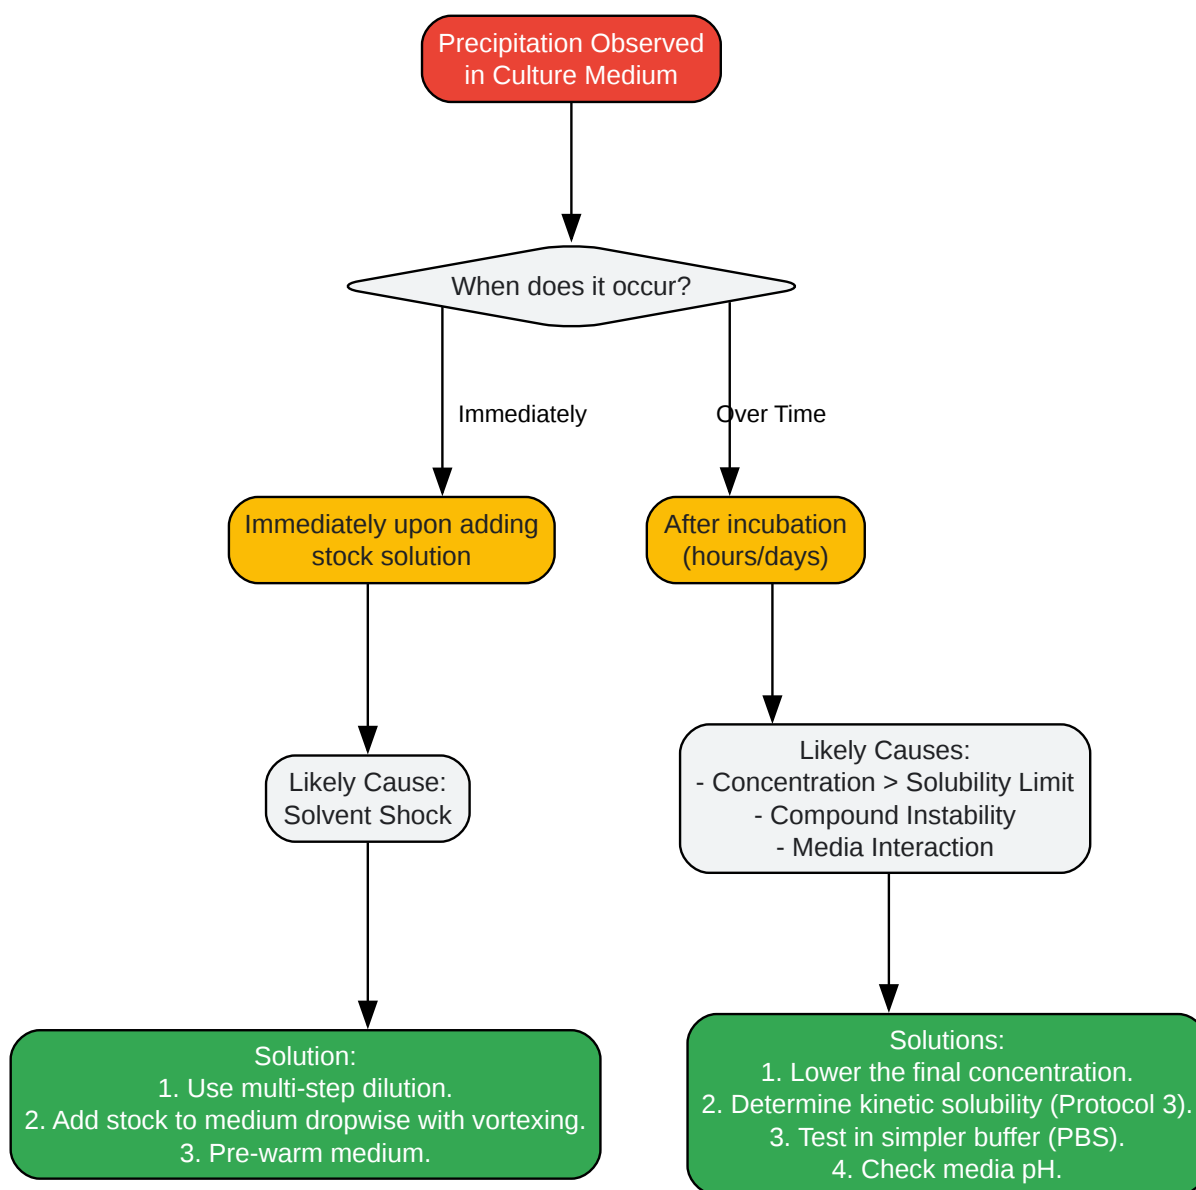 Precipitation Observed
in Culture Medium
When does it occur?
Immediately
Over Time
Immediately upon adding
stock solution
After incubation
(hours/days)
Likely Cause:
Solvent Shock
Likely Causes:
- Concentration > Solubility Limit
- Compound Instability
- Media Interaction
Solution:
1. Use multi-step dilution.
2. Add stock to medium dropwise with vortexing.
3. Pre-warm medium.
Solutions:
1. Lower the final concentration.
2. Determine kinetic solubility (Protocol 3).
3. Test in simpler buffer (PBS).
4. Check media pH.